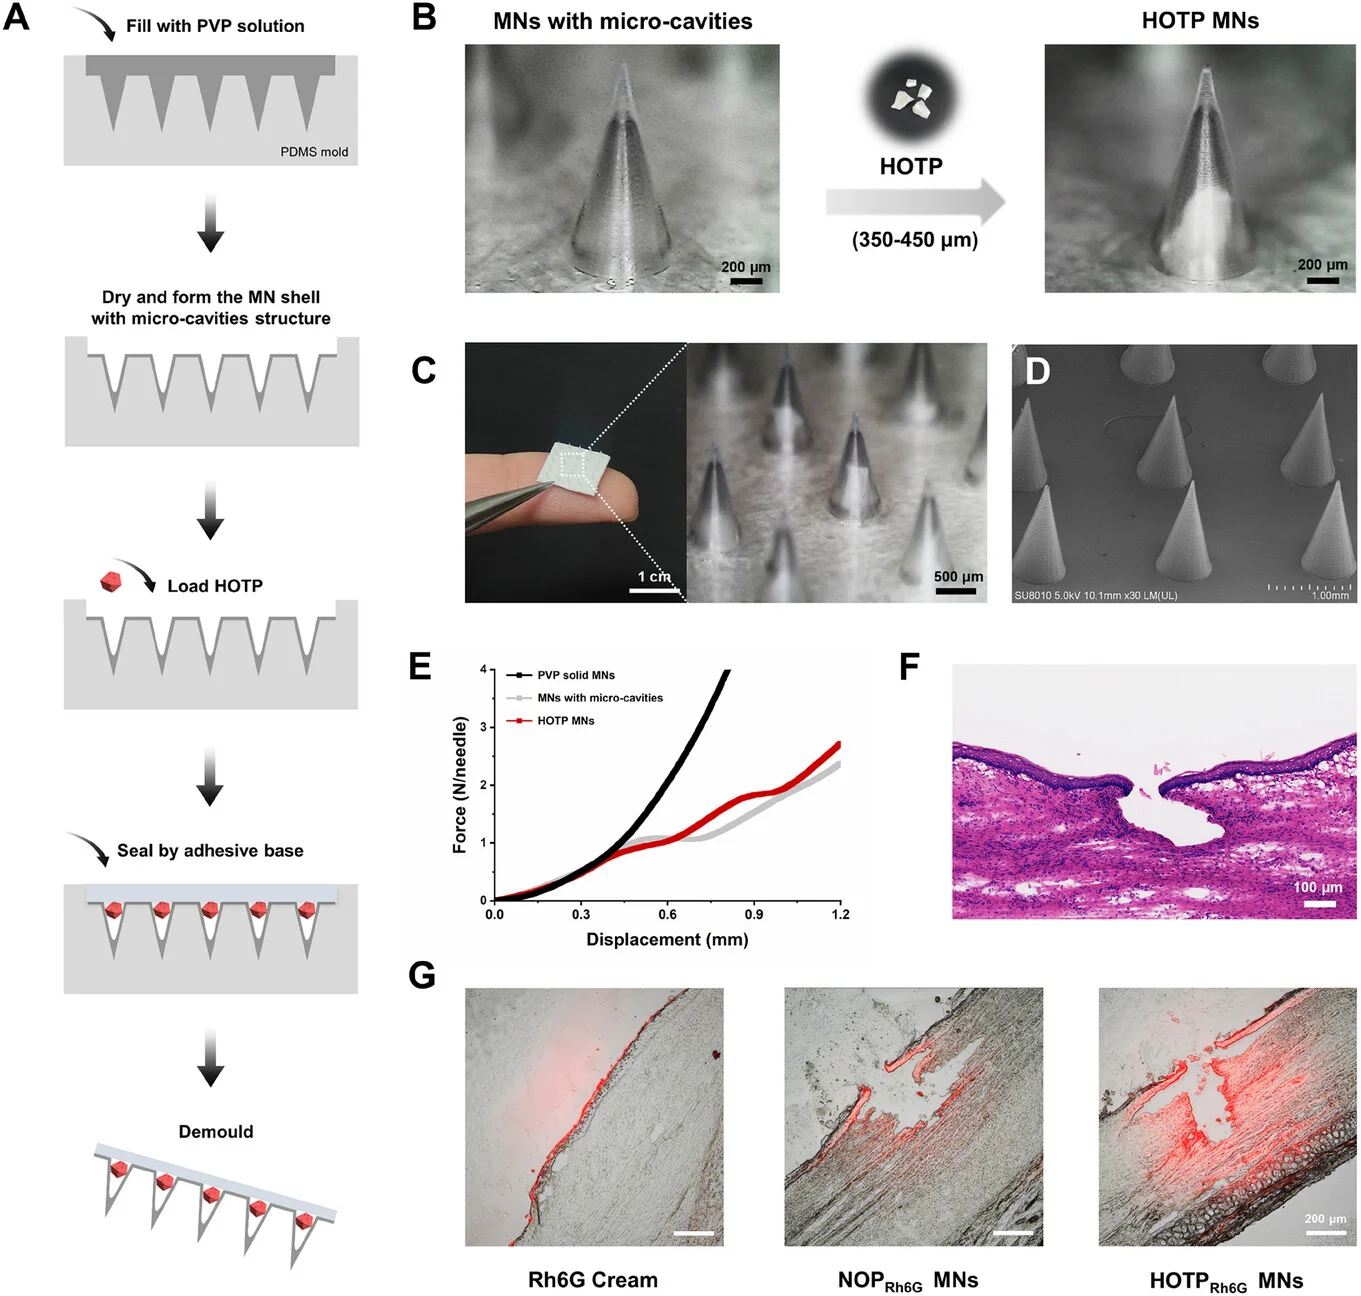 A
Fill with PVP solution
PDMS mold
Dry and form the MN shell
with micro-cavities structure
Load HOTP
Seal by adhesive base
Demould
B
MNs with micro-cavities
HOTP MNs
200 µm
HOTP
(350-450 µm)
200 µm
C
1 cm
500 µm
D
SU8010 5.0kV 10.1mm x30 LM(UL)
1.00mm
E
PVP solid MNs
MNs with micro-cavities
HOTP MNs
Force (N/needle)
4
3
2
1
0
0.0 0.3 0.6 0.9 1.2
Displacement (mm)
F
100 µm
G
200 µm
Rh6G Cream
NOPRh6G MNs
HOTPRh6G MNs